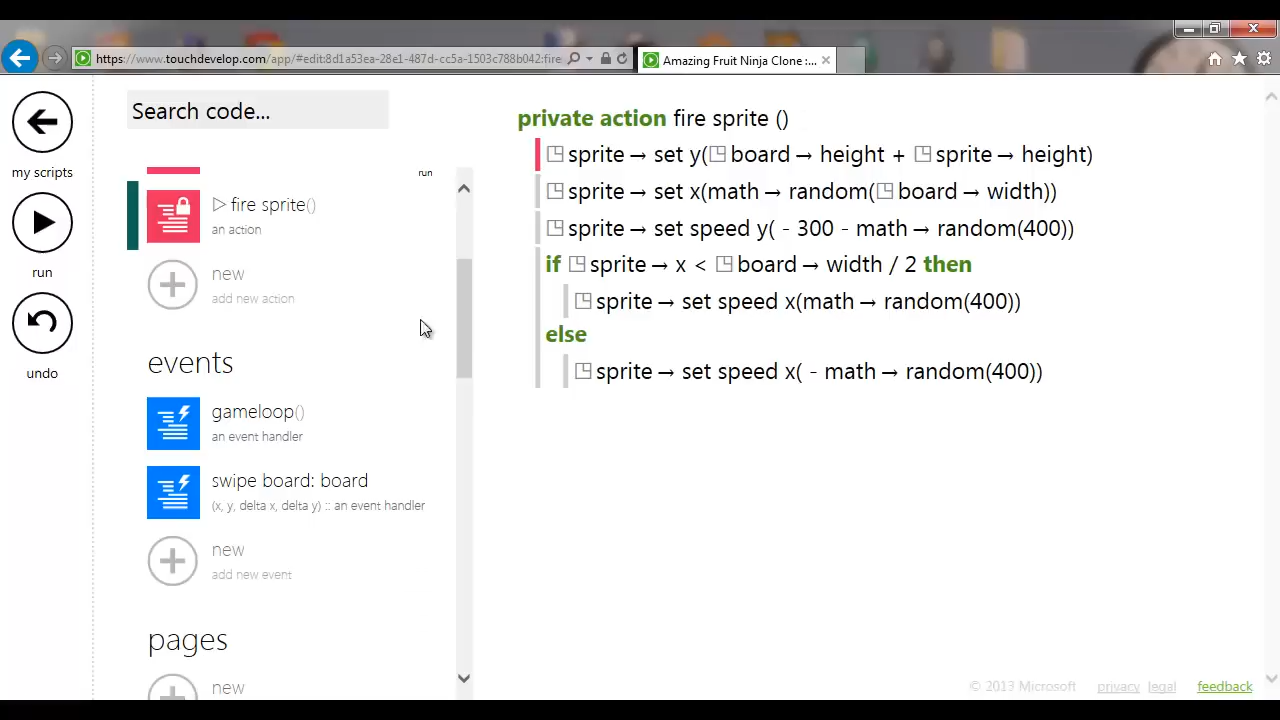 https://www.touchdevelop.com/app/#edit:8d1a53ea-28e1-487d-cc5a-1503c788b042:fire
Amazing Fruit Ninja Clone :...
my scripts
run
undo
Search code...
run
▷ fire sprite()
an action
new
add new action
events
gameloop()
an event handler
swipe board: board
(x, y, delta x, delta y) :: an event handler
new
add new event
pages
new
private action fire sprite ()
sprite → set y(board → height + sprite → height)
sprite → set x(math → random(board → width))
sprite → set speed y( - 300 - math → random(400))
if sprite → x < board → width / 2 then
sprite → set speed x(math → random(400))
else
sprite → set speed x( - math → random(400))
© 2013 Microsoft privacy legal feedback